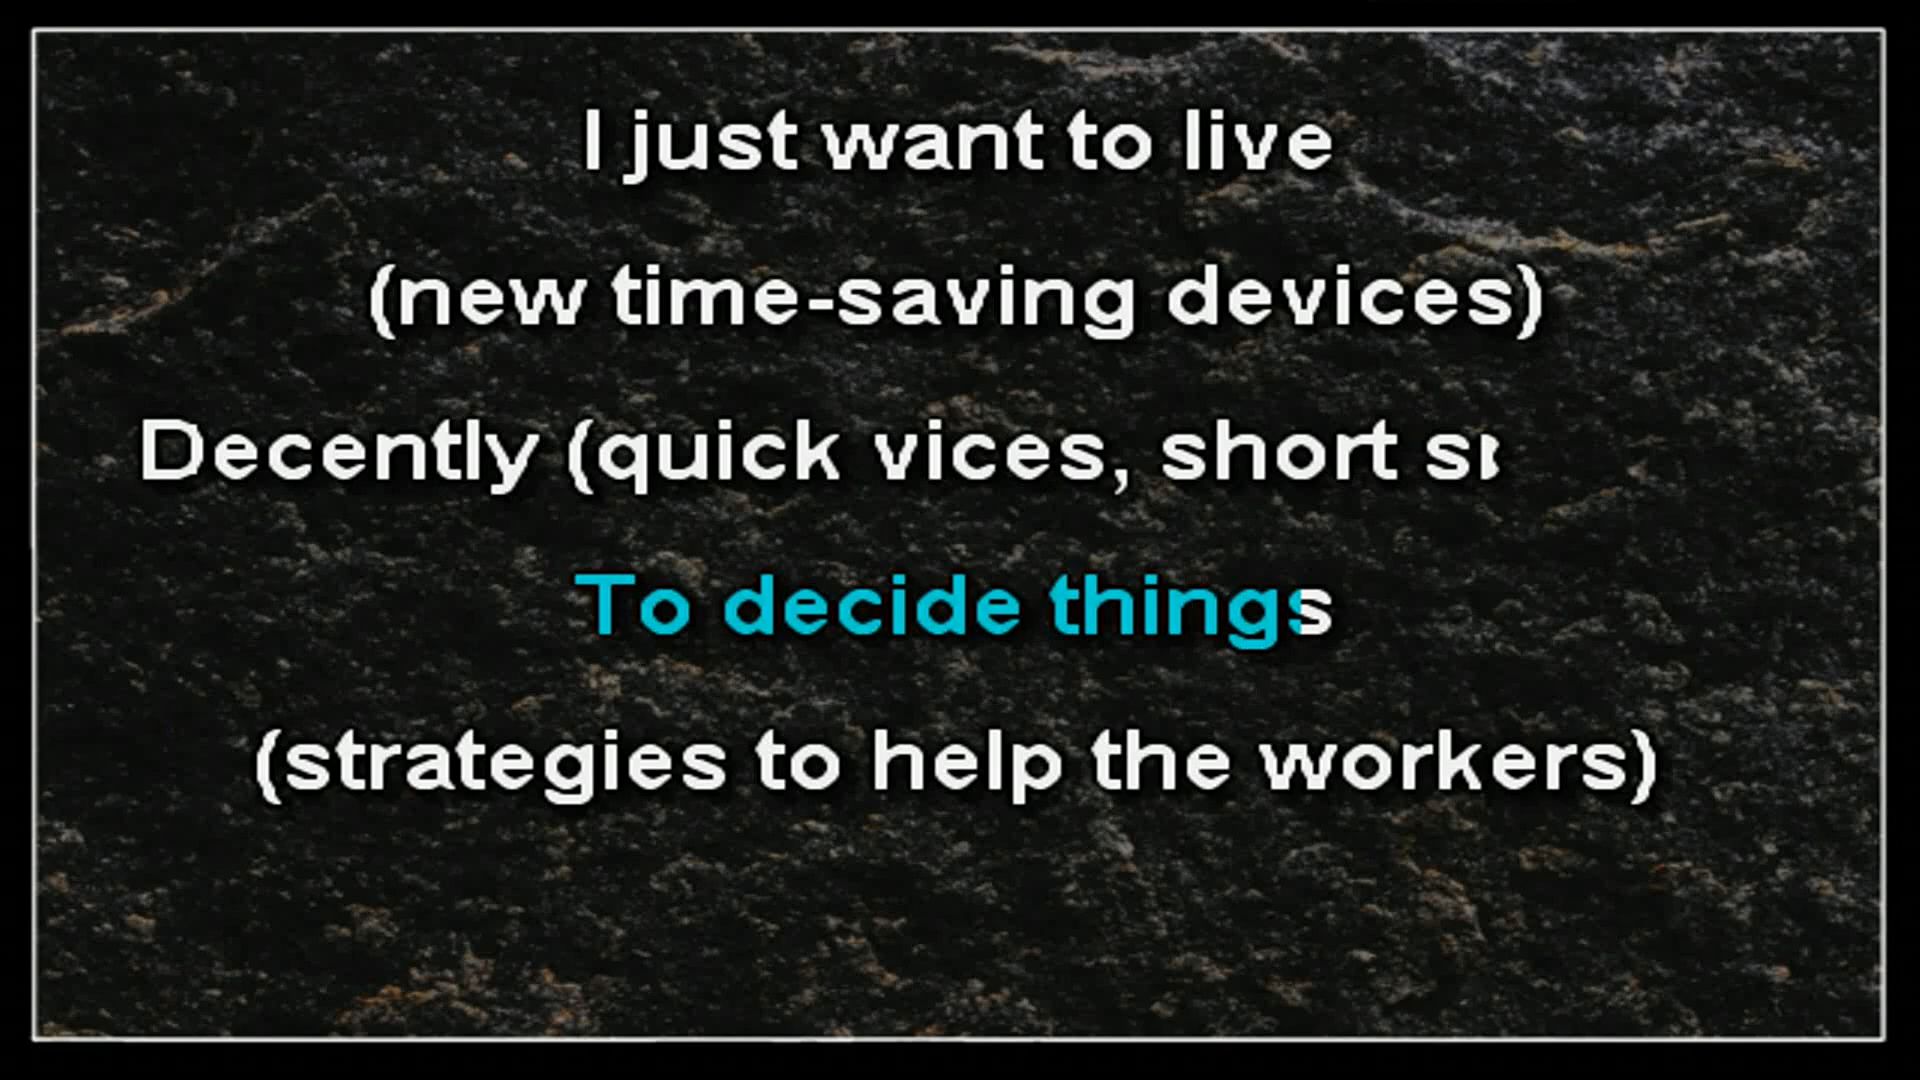 I just want to live
(new time-saving devices)
Decently (quick vices, short
To decide things
(strategies to help the workers)